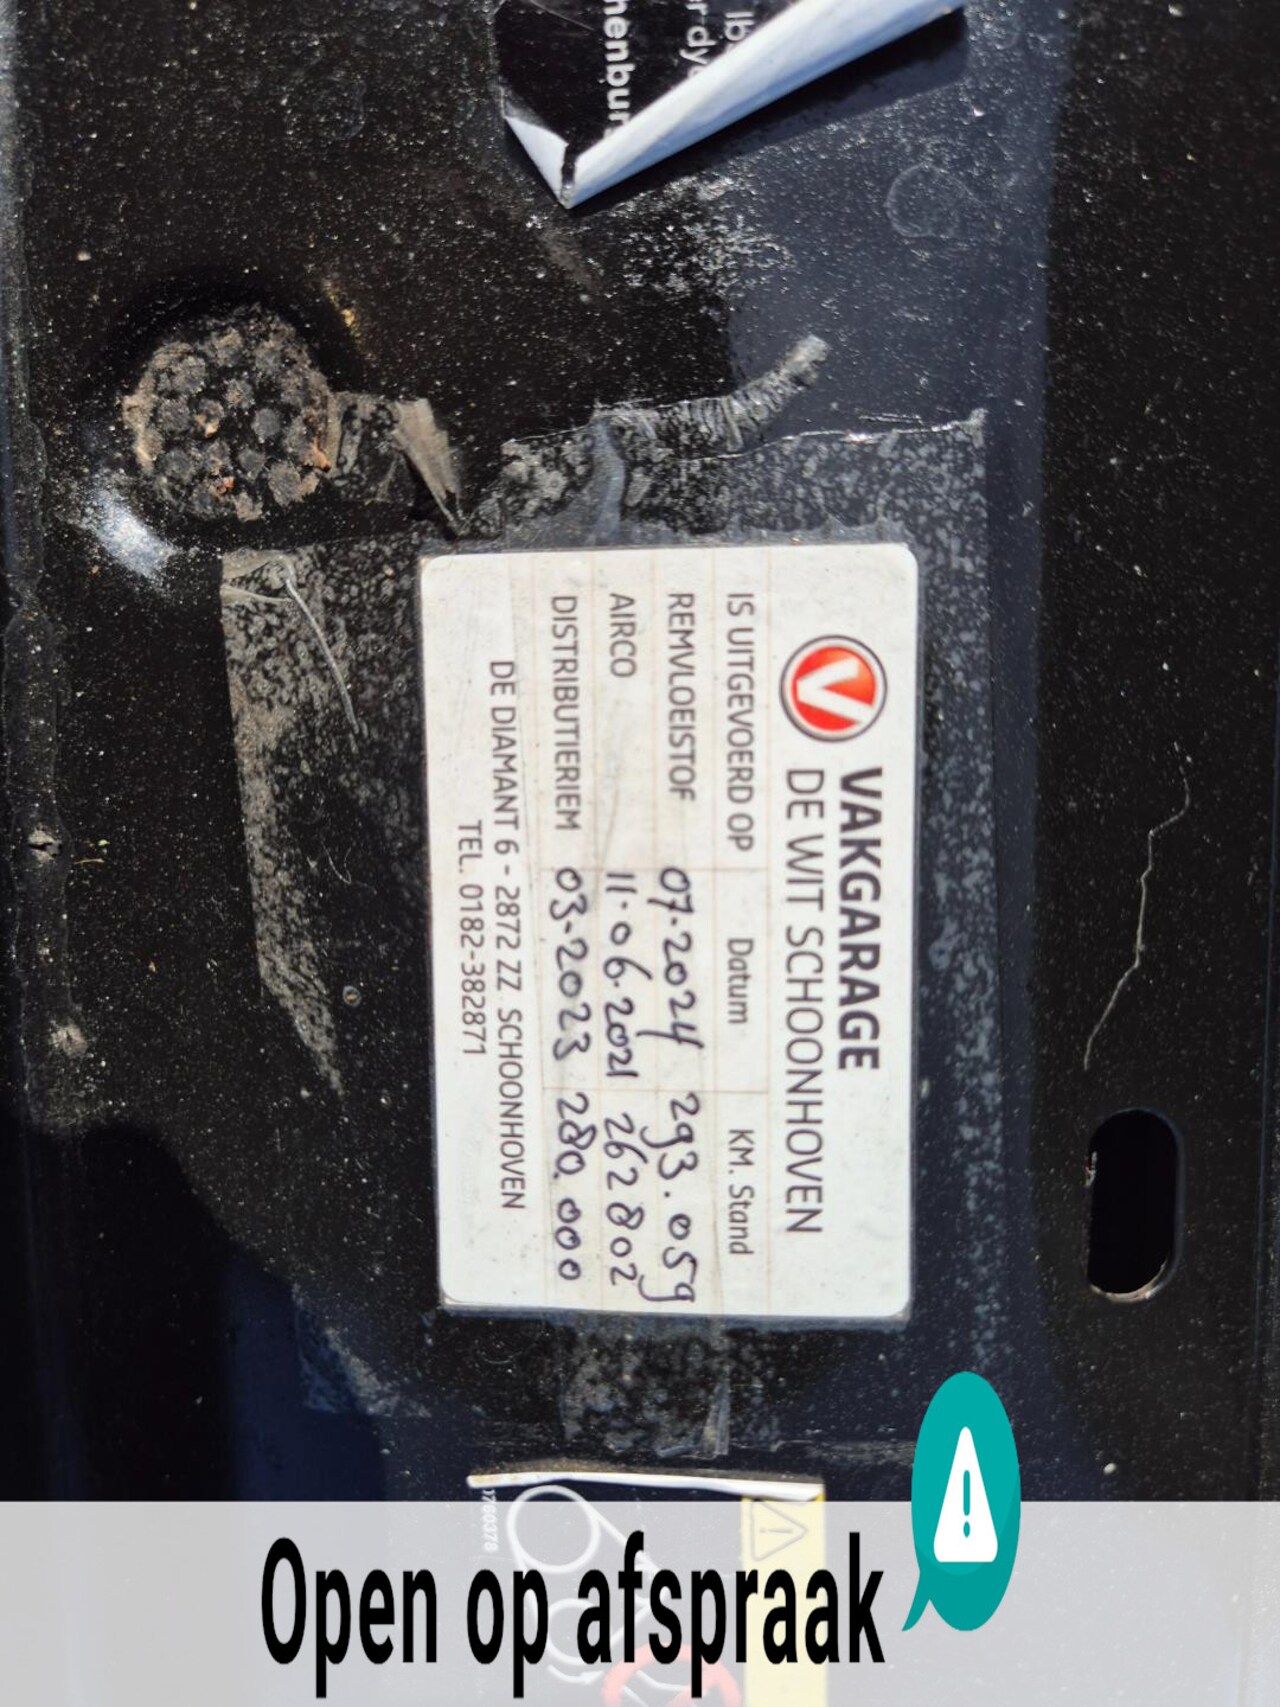 VAKGARAGE
DE WIT SCHOONHOVEN
IS UITGEVOERD OP Datum KM. Stand
REMVLOEISTOF 07-2024 293.059
AIRCO 11-06-2021 262802
DISTRIBUTIERIEM 03-2023 280.000
DE DIAMANT 6 - 2872 ZZ SCHOONHOVEN
TEL. 0182-382871
Open op afspraak